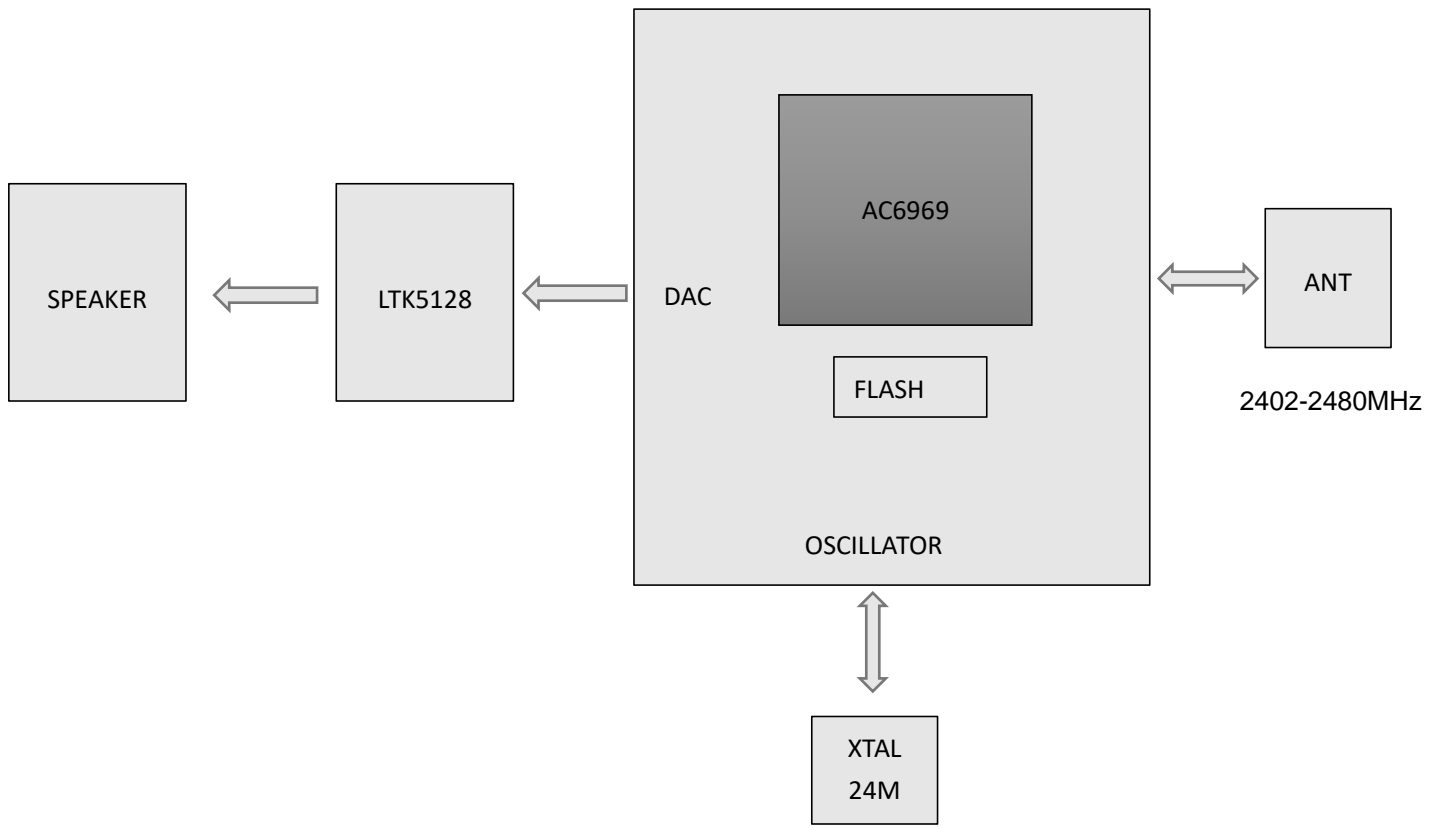 AC6969
SPEAKER
LTK5128
DAC
ANT
FLASH
2402-2480MHz
OSCILLATOR
XTAL
24M